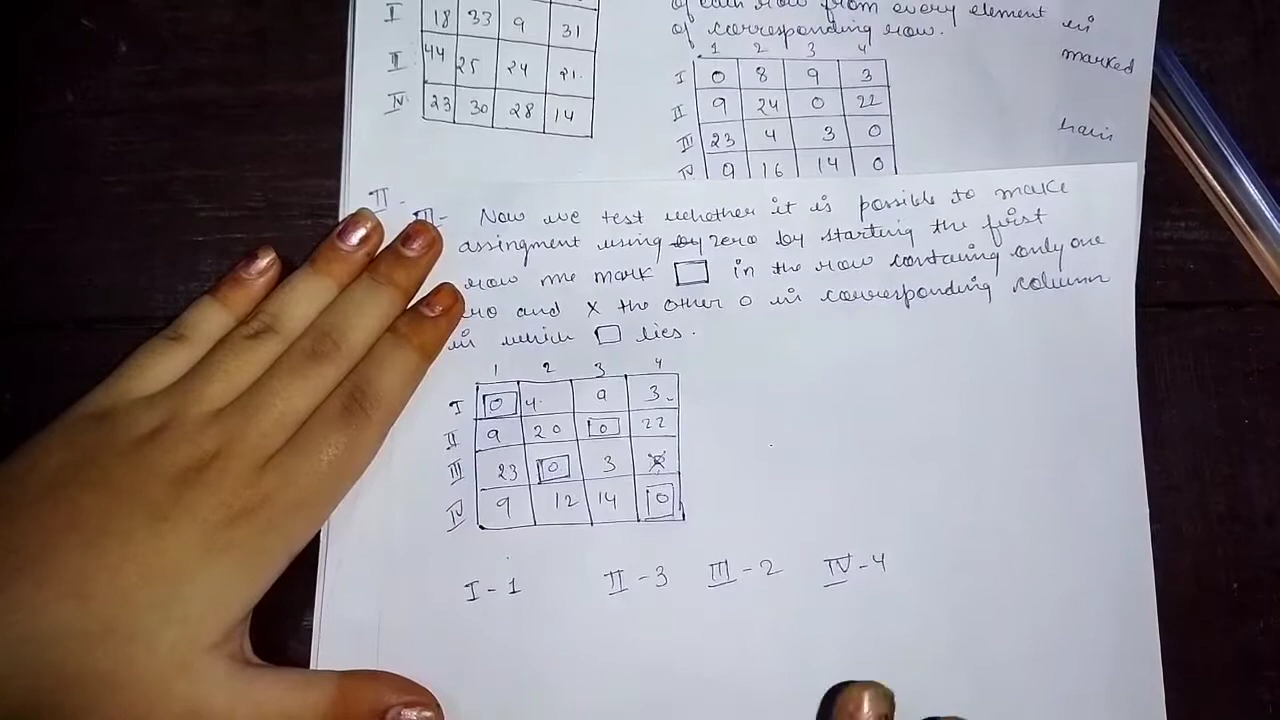 I 18 33 9 31
II 44 25 24 21.
IV 23 30 28 14
of each row from every element in
of corresponding row.
marked
1 2 3 4
I 0 8 9 3
II 9 24 0 22
III 23 4 3 0
IV 9 16 14 0
II-
III- Now we test whether it is possible to make
assingment using by zero by starting the first
row me mark □ in the row containg only one
and X the other 0 in corresponding column
in which □ lies.
1 2 3 4
I 0 4. 9 3.
II 9 20 0 22
III 23 0 3
IV 9 12 14 0
I-1 II-3 III-2 IV-4